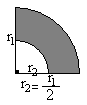 r₁
r₂
r₂ = r₁/2